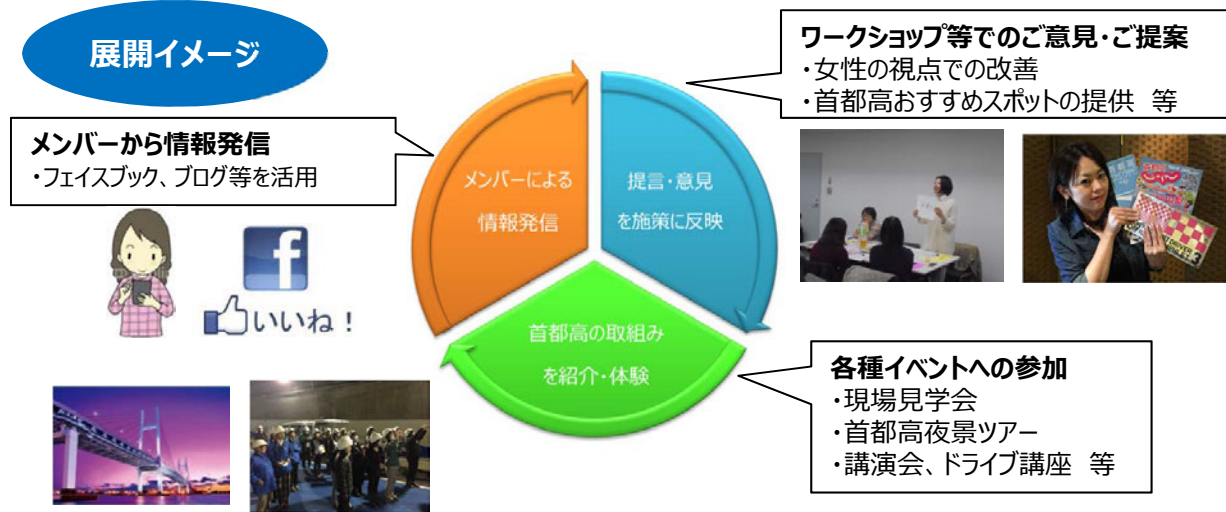 展開イメージ
ワークショップ等でのご意見・ご提案
・女性の視点での改善
・首都高おすすめスポットの提供　等
メンバーから情報発信
・フェイスブック、ブログ等を活用
メンバーによる
情報発信
提言・意見
を施策に反映
f
いいね！
首都高の取組み
を紹介・体験
各種イベントへの参加
・現場見学会
・首都高夜景ツアー
・講演会、ドライブ講座　等